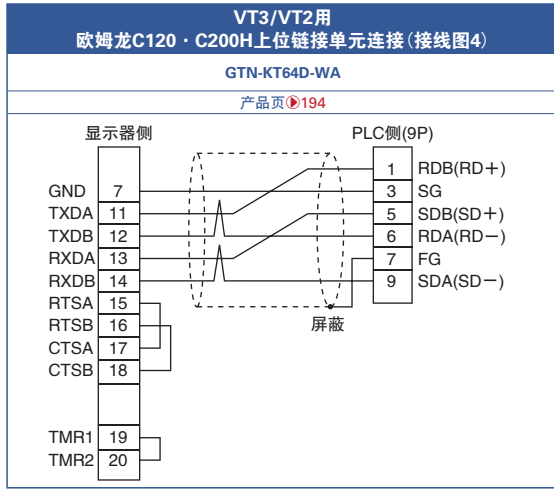 VT3/VT2用
欧姆龙C120・C200H上位链接单元连接(接线图4)
GTN-KT64D-WA
产品页▶194
显示器侧
PLC侧(9P)
GND 7
TXDA 11
TXDB 12
RXDA 13
RXDB 14
RTSA 15
RTSB 16
CTSA 17
CTSB 18
TMR1 19
TMR2 20
1 RDB(RD+)
3 SG
5 SDB(SD+)
6 RDA(RD-)
7 FG
9 SDA(SD-)
屏蔽